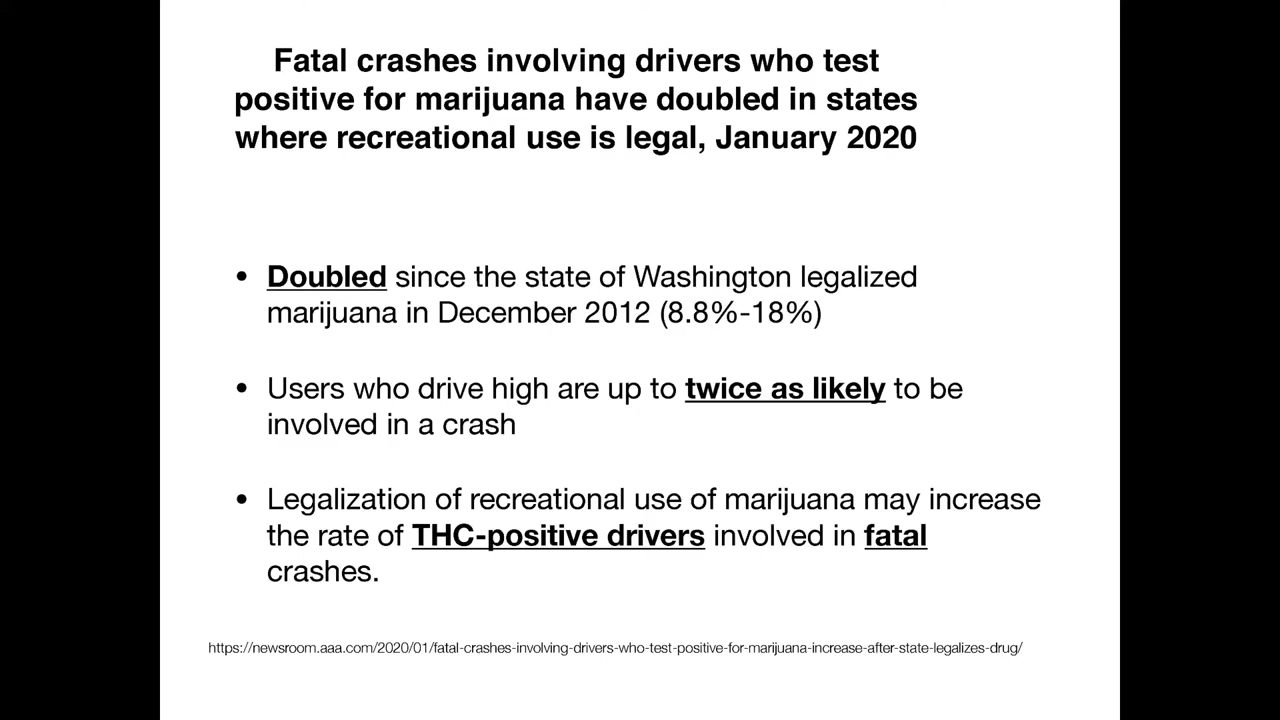 Fatal crashes involving drivers who test
positive for marijuana have doubled in states
where recreational use is legal, January 2020
• Doubled since the state of Washington legalized
marijuana in December 2012 (8.8%-18%)
• Users who drive high are up to twice as likely to be
involved in a crash
• Legalization of recreational use of marijuana may increase
the rate of THC-positive drivers involved in fatal
crashes.
https://newsroom.aaa.com/2020/01/fatal-crashes-involving-drivers-who-test-positive-for-marijuana-increase-after-state-legalizes-drug/